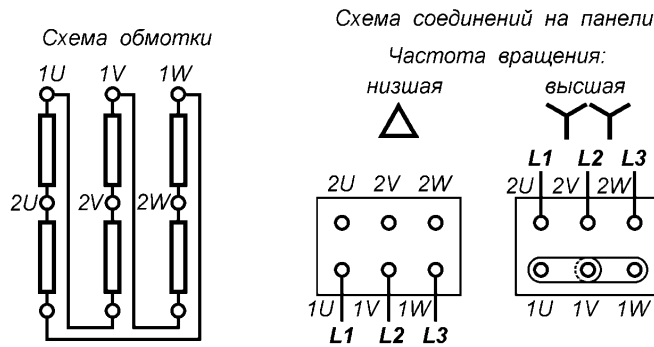 Схема обмотки
1U 1V 1W
2U 2V 2W
Схема соединений на панели
Частота вращения:
низшая высшая
L1 L2 L3
2U 2V 2W 2U 2V 2W
1U 1V 1W 1U 1V 1W
L1 L2 L3